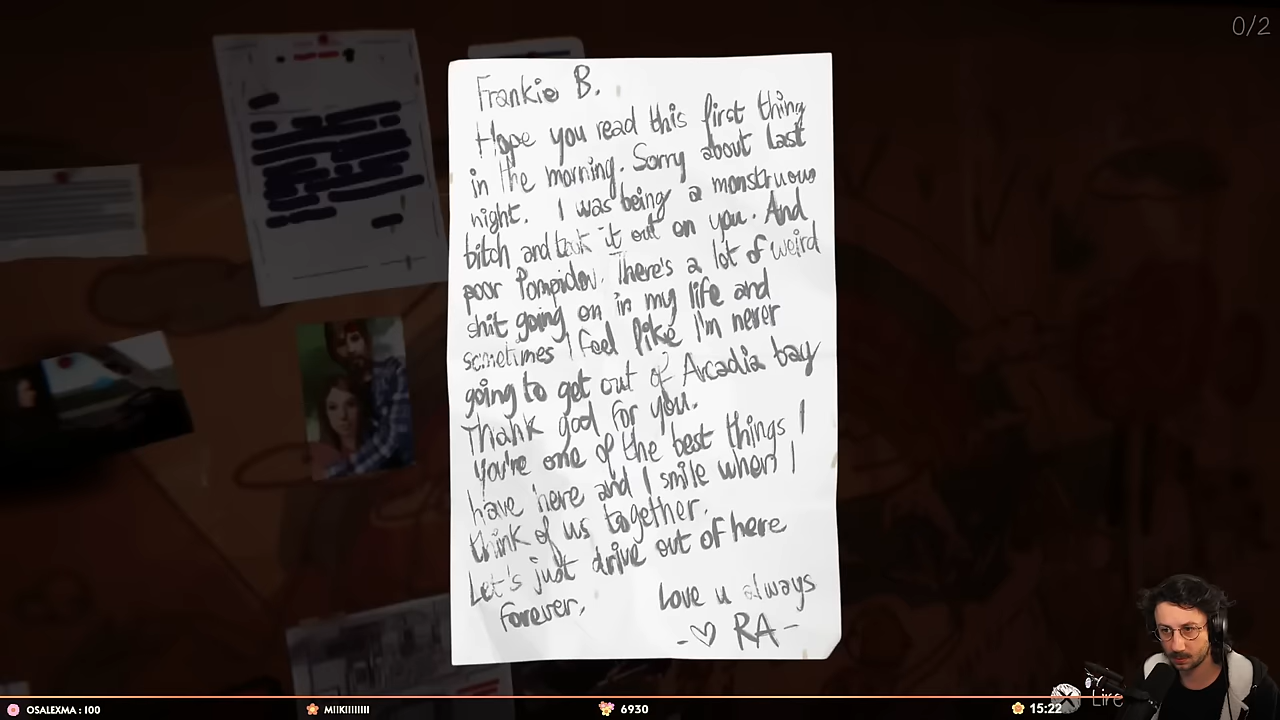 0/2
Frankie B.
Hope you read this first thing
in the morning. Sorry about last
night. I was being a monstruous
bitch and took it out on you. And
poor Pompidou. There's a lot of weird
shit going on in my life and
sometimes I feel like I'm never
going to get out of Arcadia bay
Thank god for you.
You're one of the best things I
have here and I smile when I
think of us together.
Let's just drive out of here
forever.
Love u always
-♡ RA-
X Lire
OSALEXMA : 100
MIIKIIIIIII
6930
15:22